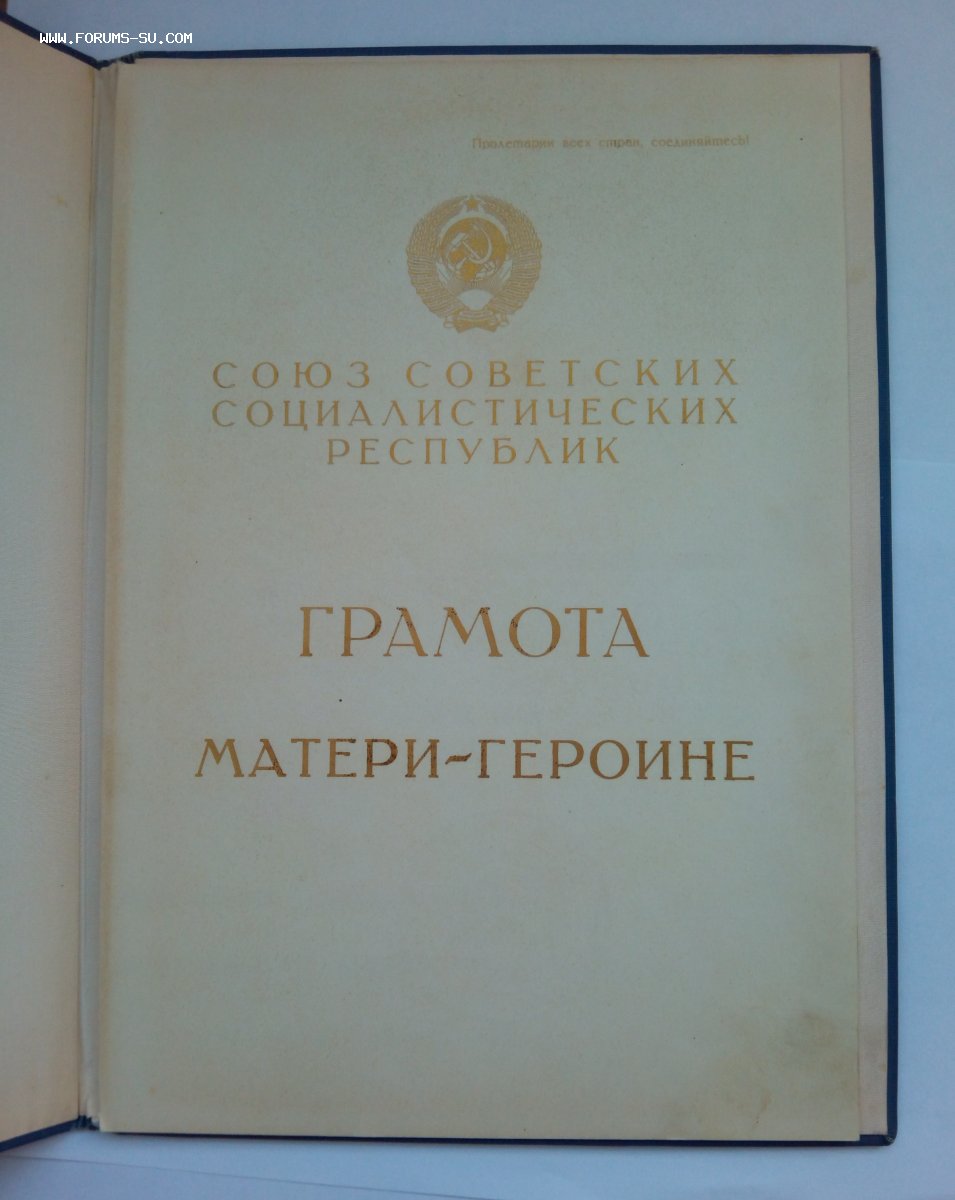 WWW.FORUMS-SU.COM
Пролетарии всех стран, соединяйтесь!
СОЮЗ СОВЕТСКИХ
СОЦИАЛИСТИЧЕСКИХ
РЕСПУБЛИК
ГРАМОТА
МАТЕРИ-ГЕРОИНЕ